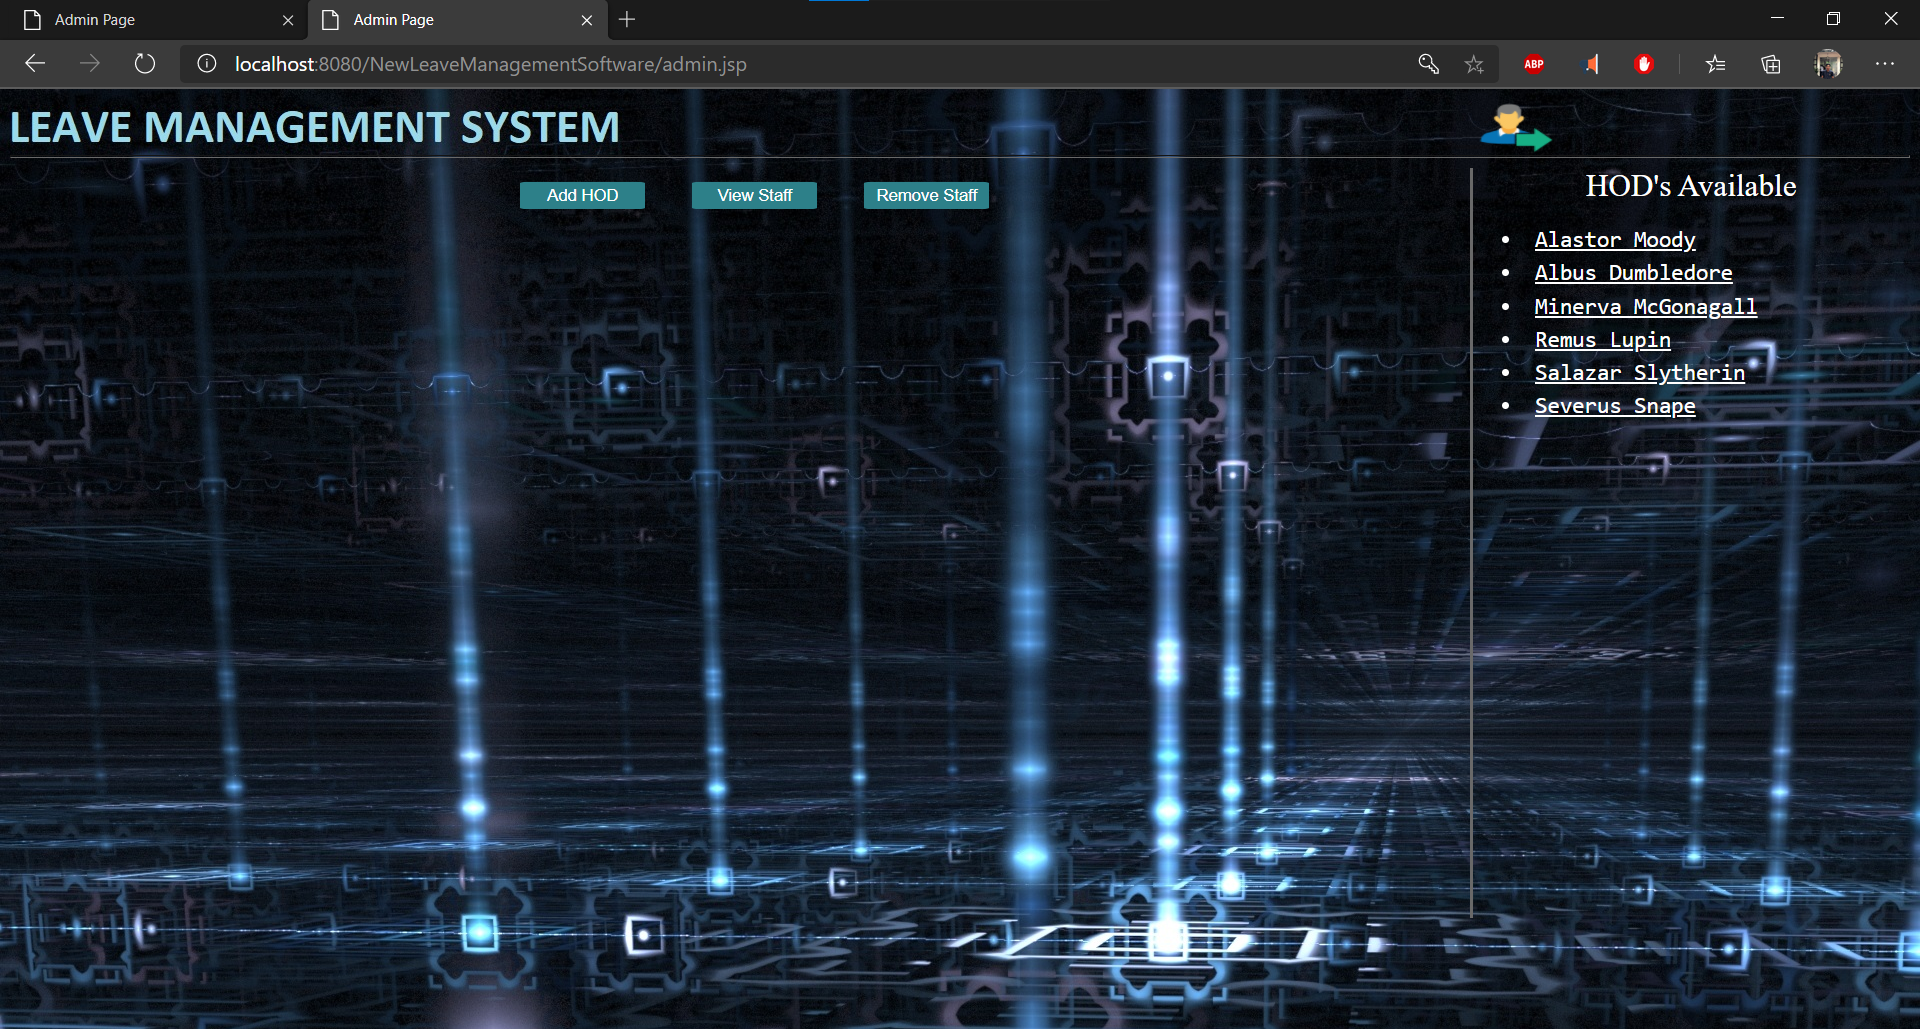 Admin Page
Admin Page
localhost:8080/NewLeaveManagementSoftware/admin.jsp
ABP
LEAVE MANAGEMENT SYSTEM
Add HOD
View Staff
Remove Staff
HOD's Available
Alastor Moody
Albus Dumbledore
Minerva McGonagall
Remus Lupin
Salazar Slytherin
Severus Snape